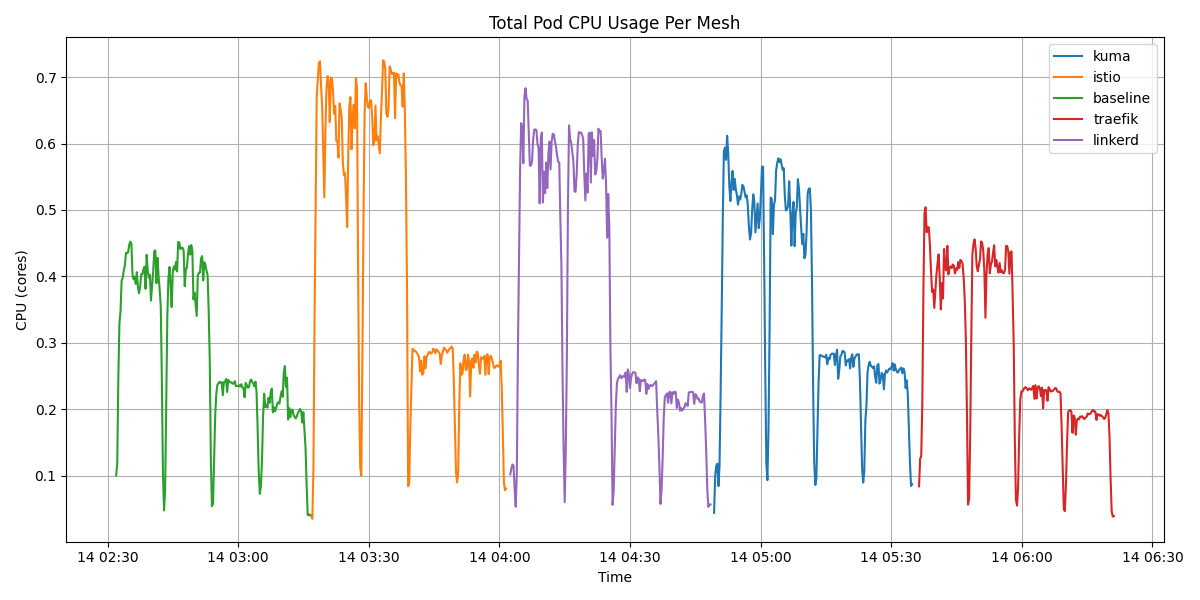 Total Pod CPU Usage Per Mesh
kuma
istio
baseline
traefik
linkerd
CPU (cores)
0.7
0.6
0.5
0.4
0.3
0.2
0.1
14 02:30
14 03:00
14 03:30
14 04:00
14 04:30
14 05:00
14 05:30
14 06:00
14 06:30
Time